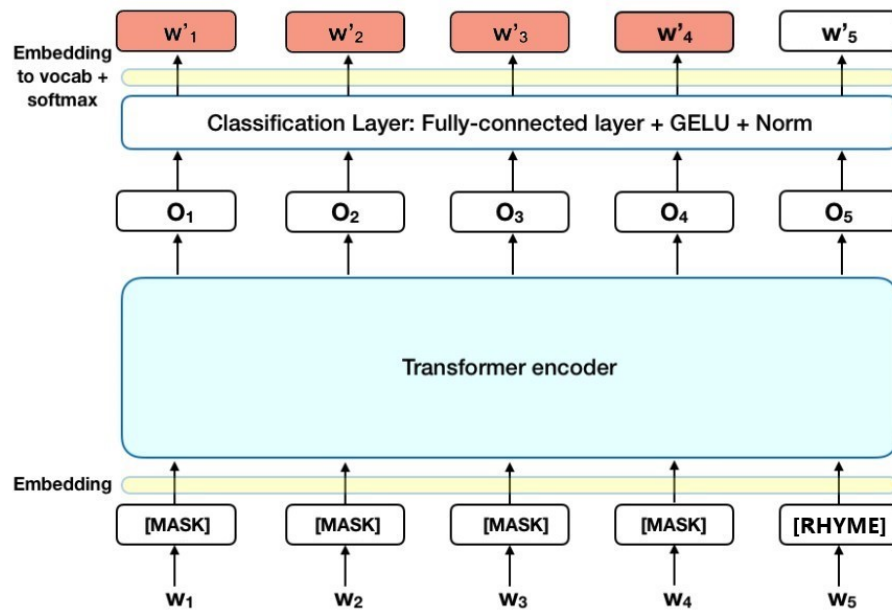 w’₁ w’₂ w’₃ w’₄ w’₅
Embedding
to vocab +
softmax
Classification Layer: Fully-connected layer + GELU + Norm
O₁ O₂ O₃ O₄ O₅
Transformer encoder
Embedding
[MASK] [MASK] [MASK] [MASK] [RHYME]
w₁ w₂ w₃ w₄ w₅